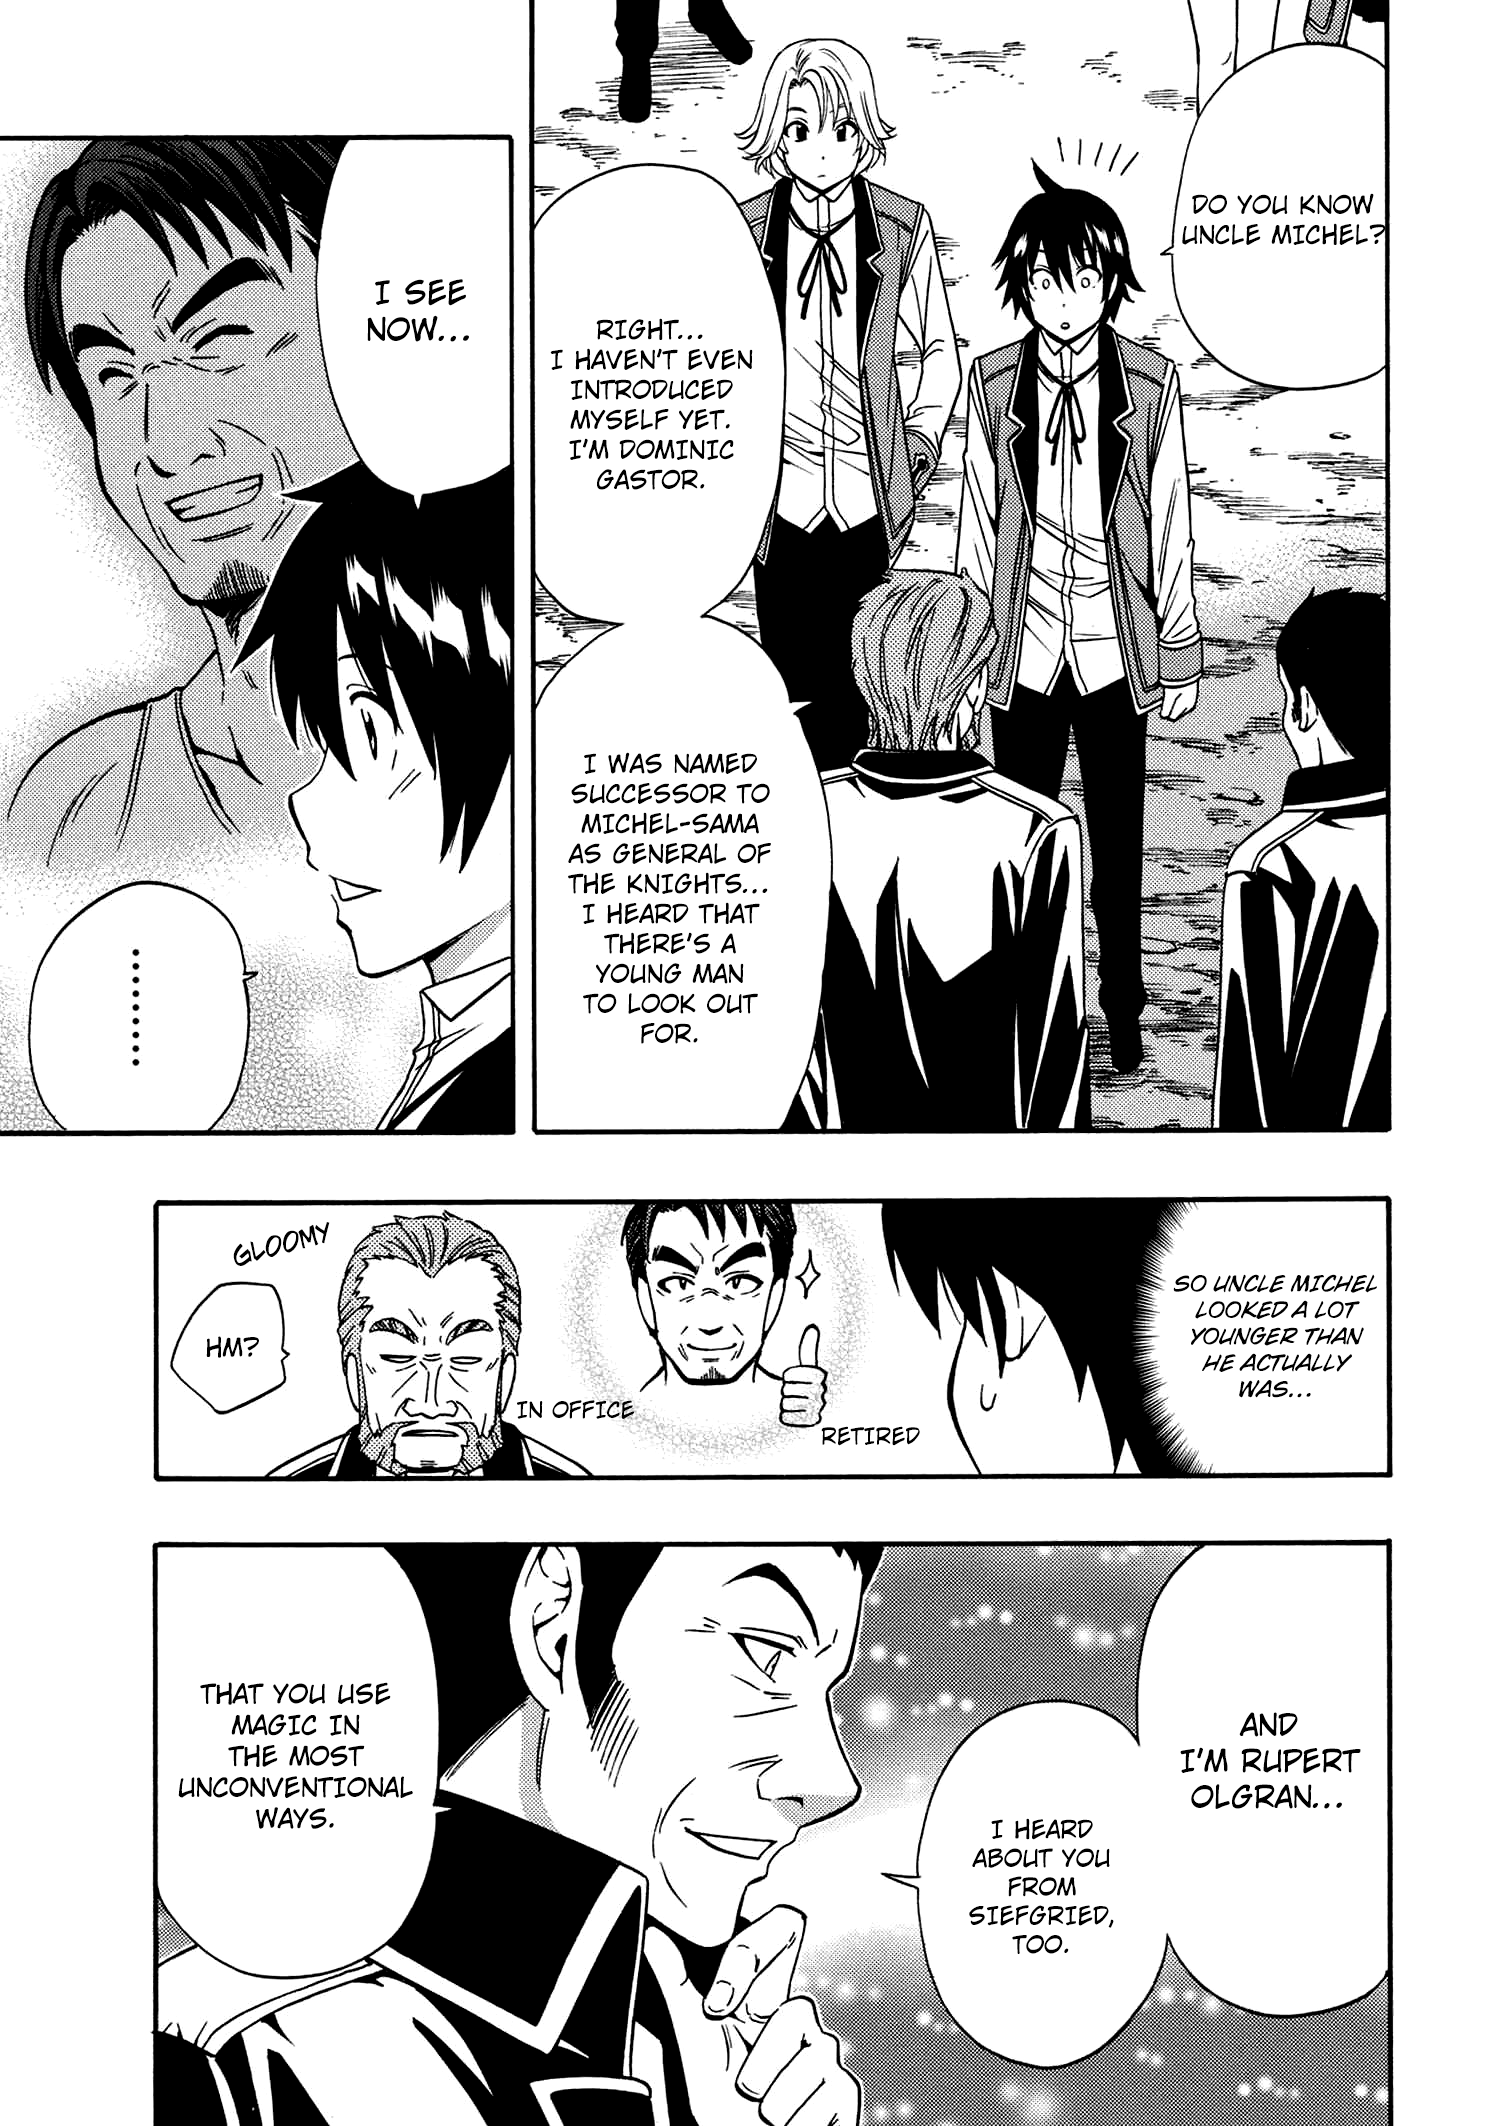 DO YOU KNOW
UNCLE MICHEL?
RIGHT...
I HAVEN'T EVEN
INTRODUCED
MYSELF YET.
I'M DOMINIC
GASTOR.
I WAS NAMED
SUCCESSOR TO
MICHEL-SAMA
AS GENERAL OF
THE KNIGHTS...
I HEARD THAT
THERE'S A
YOUNG MAN
TO LOOK OUT
FOR.
I SEE
NOW...
.........
SO UNCLE MICHEL
LOOKED A LOT
YOUNGER THAN
HE ACTUALLY
WAS...
RETIRED
IN OFFICE
GLOOMY
HM?
AND
I'M RUPERT
OLGRAN...
I HEARD
ABOUT YOU
FROM
SIEFGRIED,
TOO.
THAT YOU USE
MAGIC IN
THE MOST
UNCONVENTIONAL
WAYS.